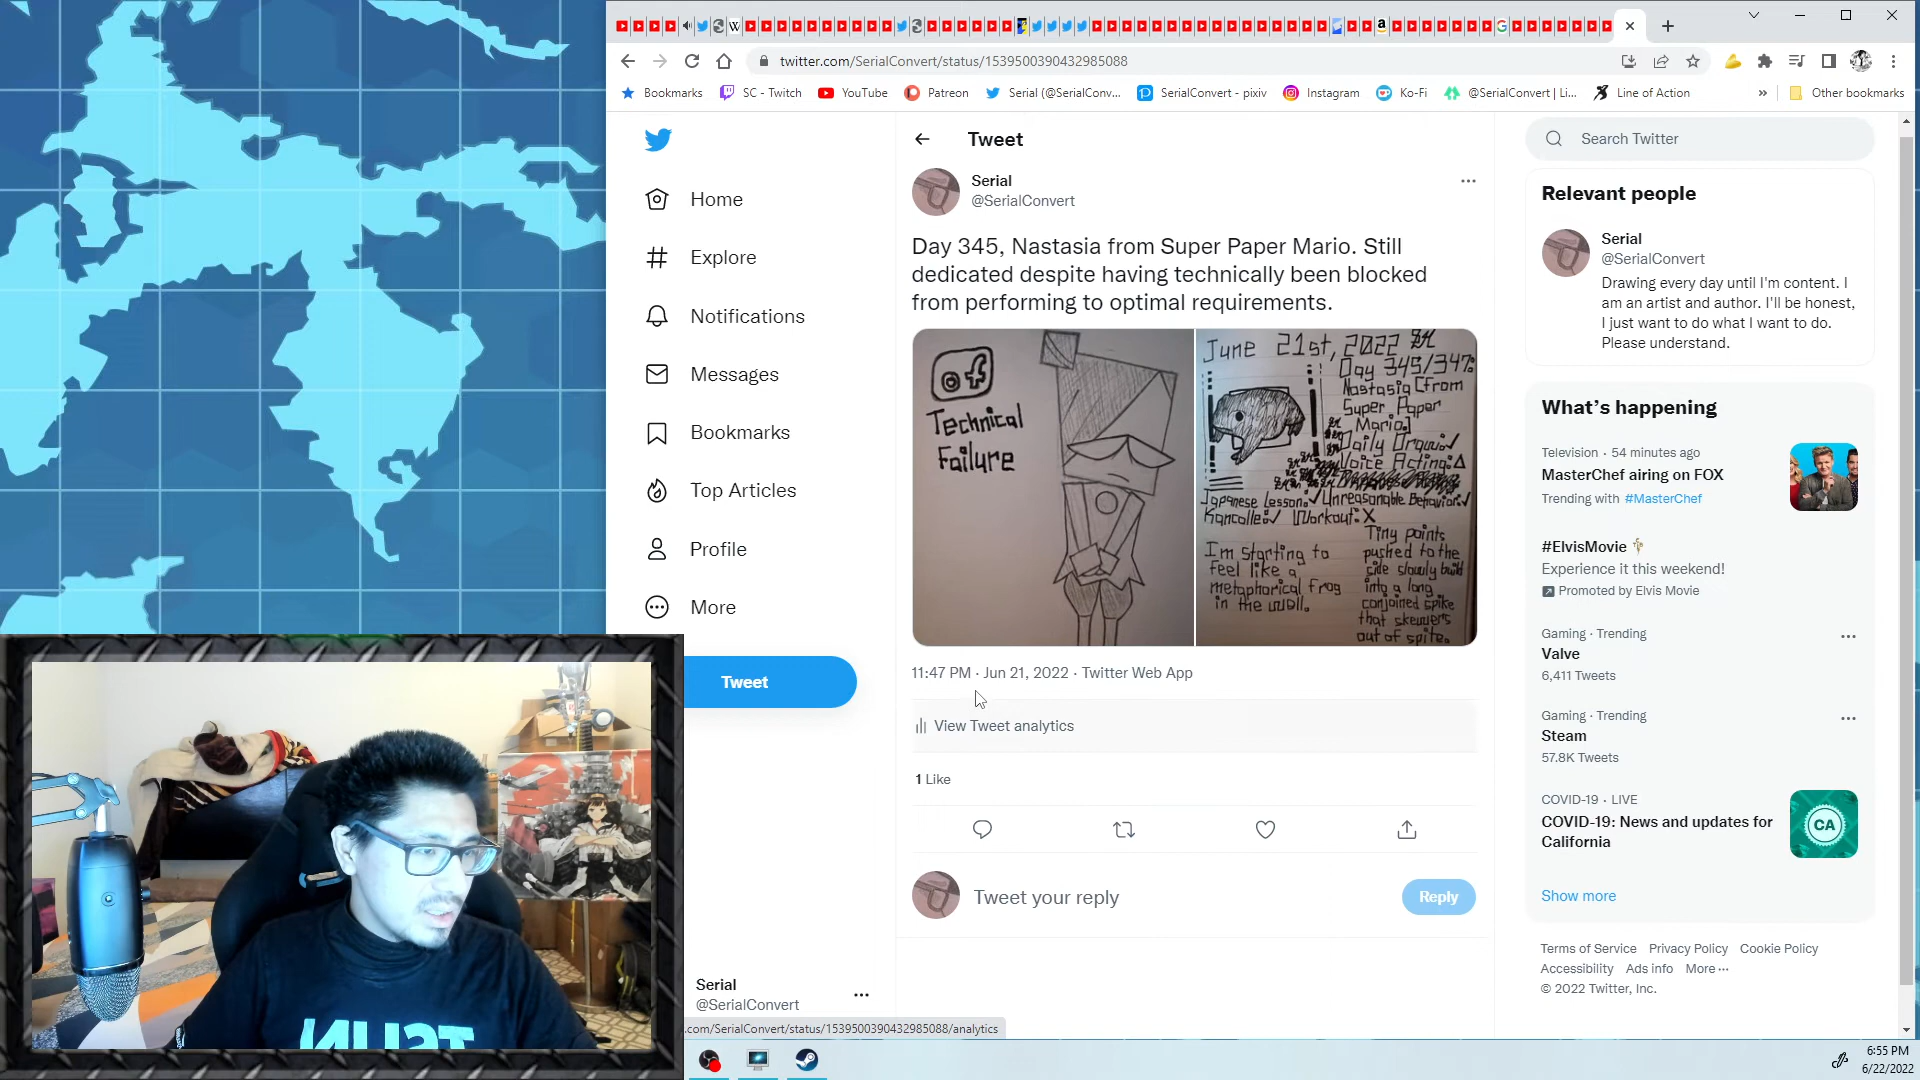 twitter.com/SerialConvert/status/1539500390432985088
Bookmarks
SC - Twitch
YouTube
Patreon
Serial (@SerialConv...
SerialConvert - pixiv
Instagram
Ko-Fi
@SerialConvert | Li...
Line of Action
»
Other bookmarks
Home
Explore
Notifications
Messages
Bookmarks
Top Articles
Profile
More
Tweet
Serial
@SerialConvert
Tweet
Serial
@SerialConvert
Day 345, Nastasia from Super Paper Mario. Still
dedicated despite having technically been blocked
from performing to optimal requirements.
Technical
Failure
June 21st, 2022
Day 345/347
Nastasia [from
Super Paper
Mario]
Daily Draw:✓
Voice Acting:Δ
Japanese Lesson:✓ Unreasonable Behavior:✓
Kancolle:✓ Workout:X
I'm starting to
feel like a
metaphorical frog
in the well.
Tiny points
pushed to the
side slowly build
into a long
conjoined spike
that skewers
out of spite.
11:47 PM · Jun 21, 2022 · Twitter Web App
View Tweet analytics
1 Like
Tweet your reply
Reply
Search Twitter
Relevant people
Serial
@SerialConvert
Drawing every day until I'm content. I
am an artist and author. I'll be honest,
I just want to do what I want to do.
Please understand.
What's happening
Television · 54 minutes ago
MasterChef airing on FOX
Trending with #MasterChef
#ElvisMovie
Experience it this weekend!
Promoted by Elvis Movie
Gaming · Trending
Valve
6,411 Tweets
Gaming · Trending
Steam
57.8K Tweets
COVID-19 · LIVE
COVID-19: News and updates for
California
CA
Show more
Terms of Service Privacy Policy Cookie Policy
Accessibility Ads info More ···
© 2022 Twitter, Inc.
.com/SerialConvert/status/1539500390432985088/analytics
6:55 PM
6/22/2022